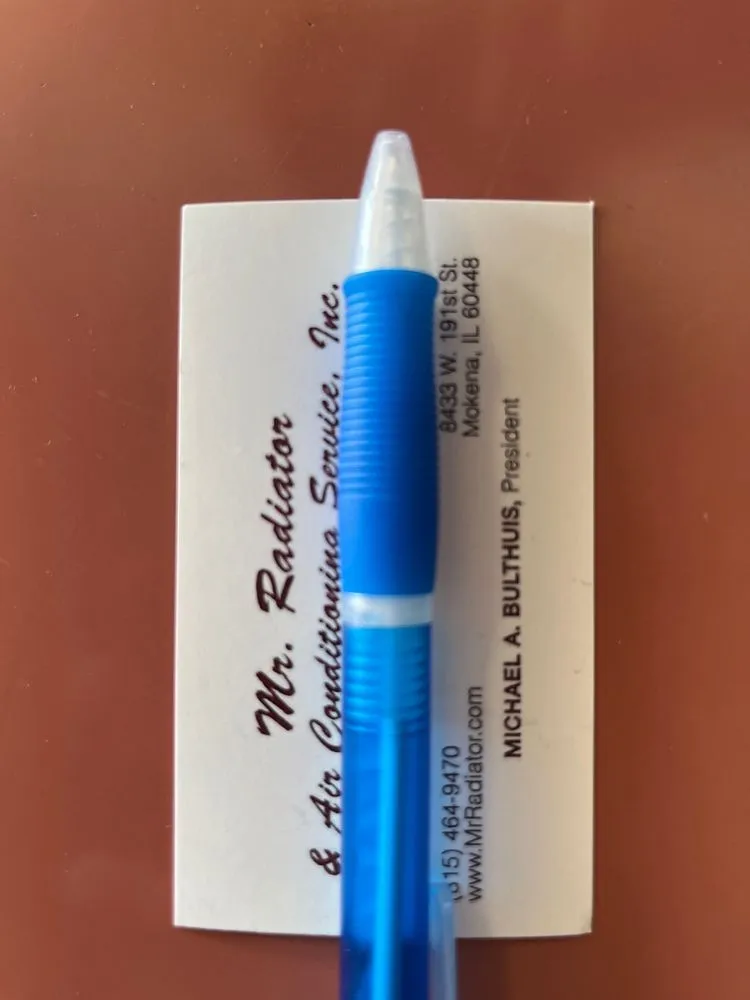 Mr. Radiator
& Air Conditioning Service, Inc.
8433 W. 191st St.
Mokena, IL 60448
(815) 464-9470
www.MrRadiator.com
MICHAEL A. BULTHUIS, President